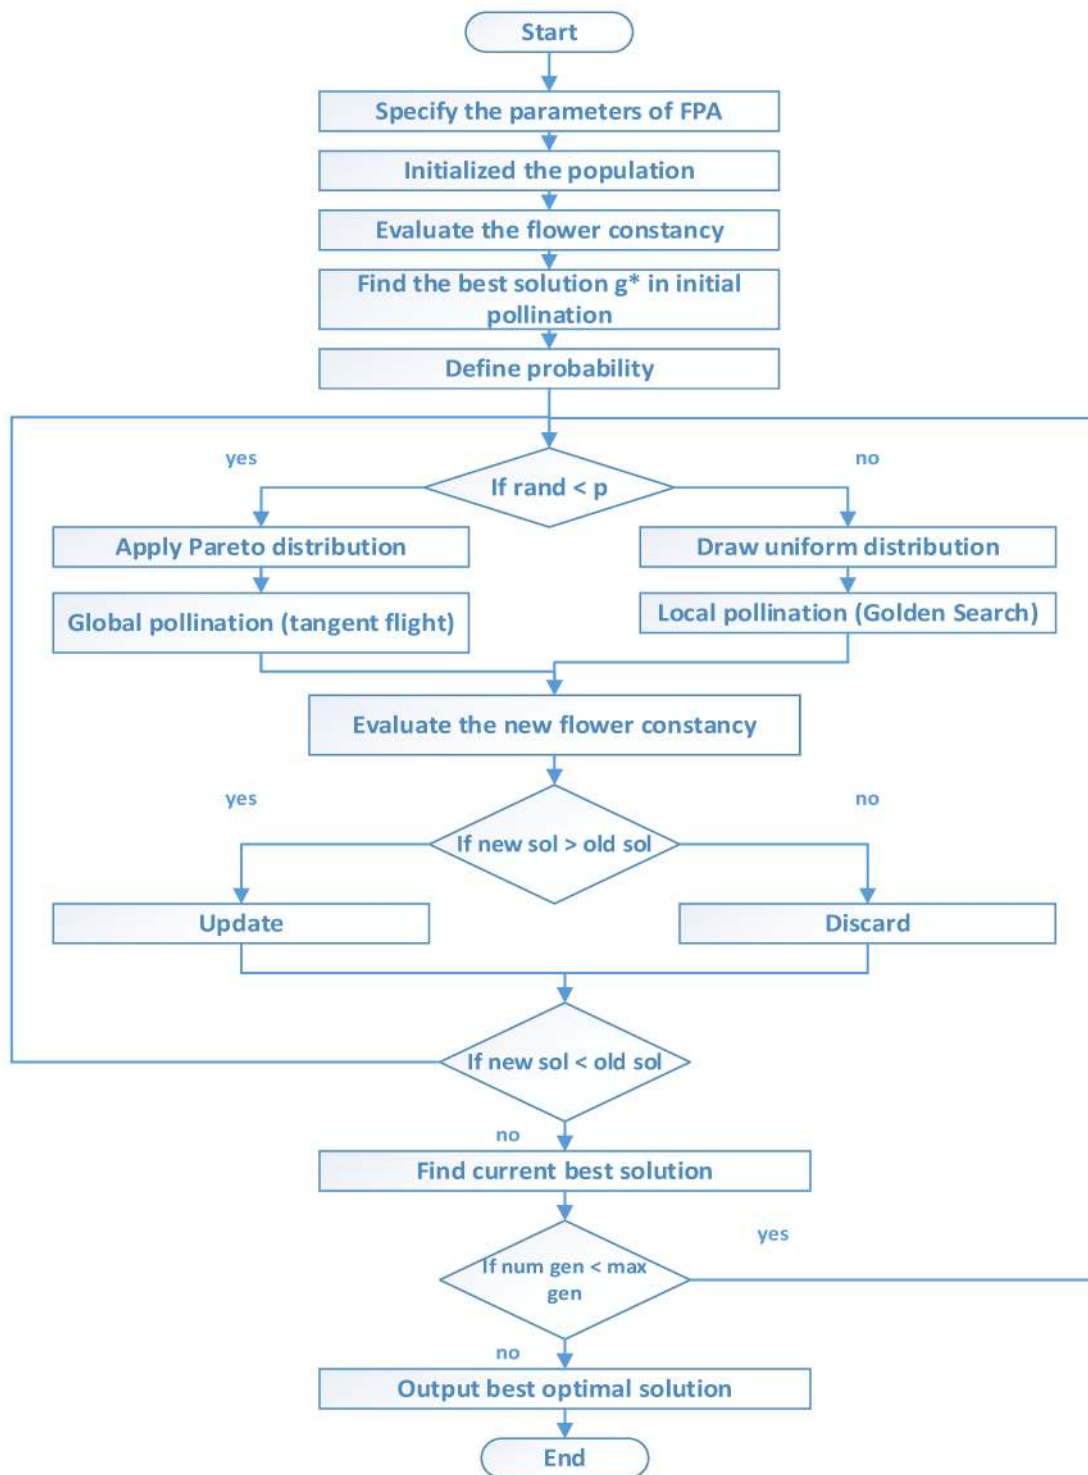 Start
Specify the parameters of FPA
Initialized the population
Evaluate the flower constancy
Find the best solution g* in initial
pollination
Define probability
yes
no
If rand < p
Apply Pareto distribution
Draw uniform distribution
Global pollination (tangent flight)
Local pollination (Golden Search)
Evaluate the new flower constancy
yes
no
If new sol > old sol
Update
Discard
If new sol < old sol
no
Find current best solution
yes
If num gen < max
gen
no
Output best optimal solution
End